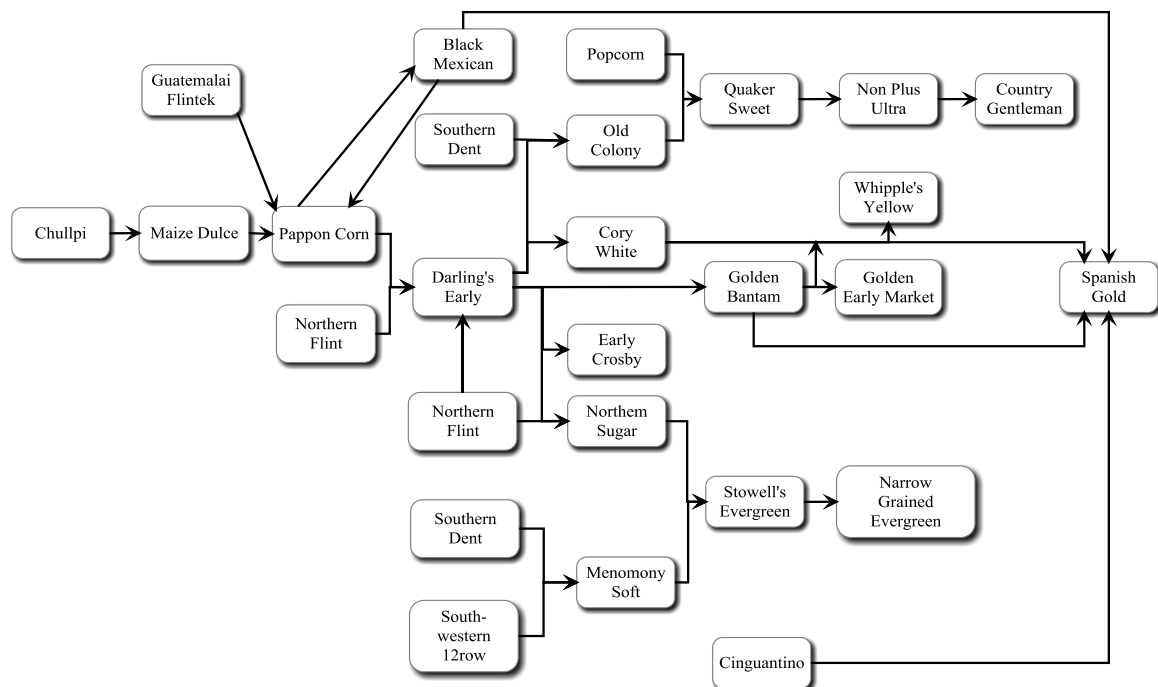 Black
Mexican
Popcorn
Guatemalai
Flintek
Quaker
Sweet
Non Plus
Ultra
Country
Gentleman
Southern
Dent
Old
Colony
Whipple's
Yellow
Chullpi
Maize Dulce
Pappon Corn
Cory
White
Darling's
Early
Golden
Bantam
Golden
Early Market
Spanish
Gold
Northern
Flint
Early
Crosby
Northern
Flint
Northem
Sugar
Stowell's
Evergreen
Narrow
Grained
Evergreen
Southern
Dent
Menomony
Soft
South-
western
12row
Cinguantino